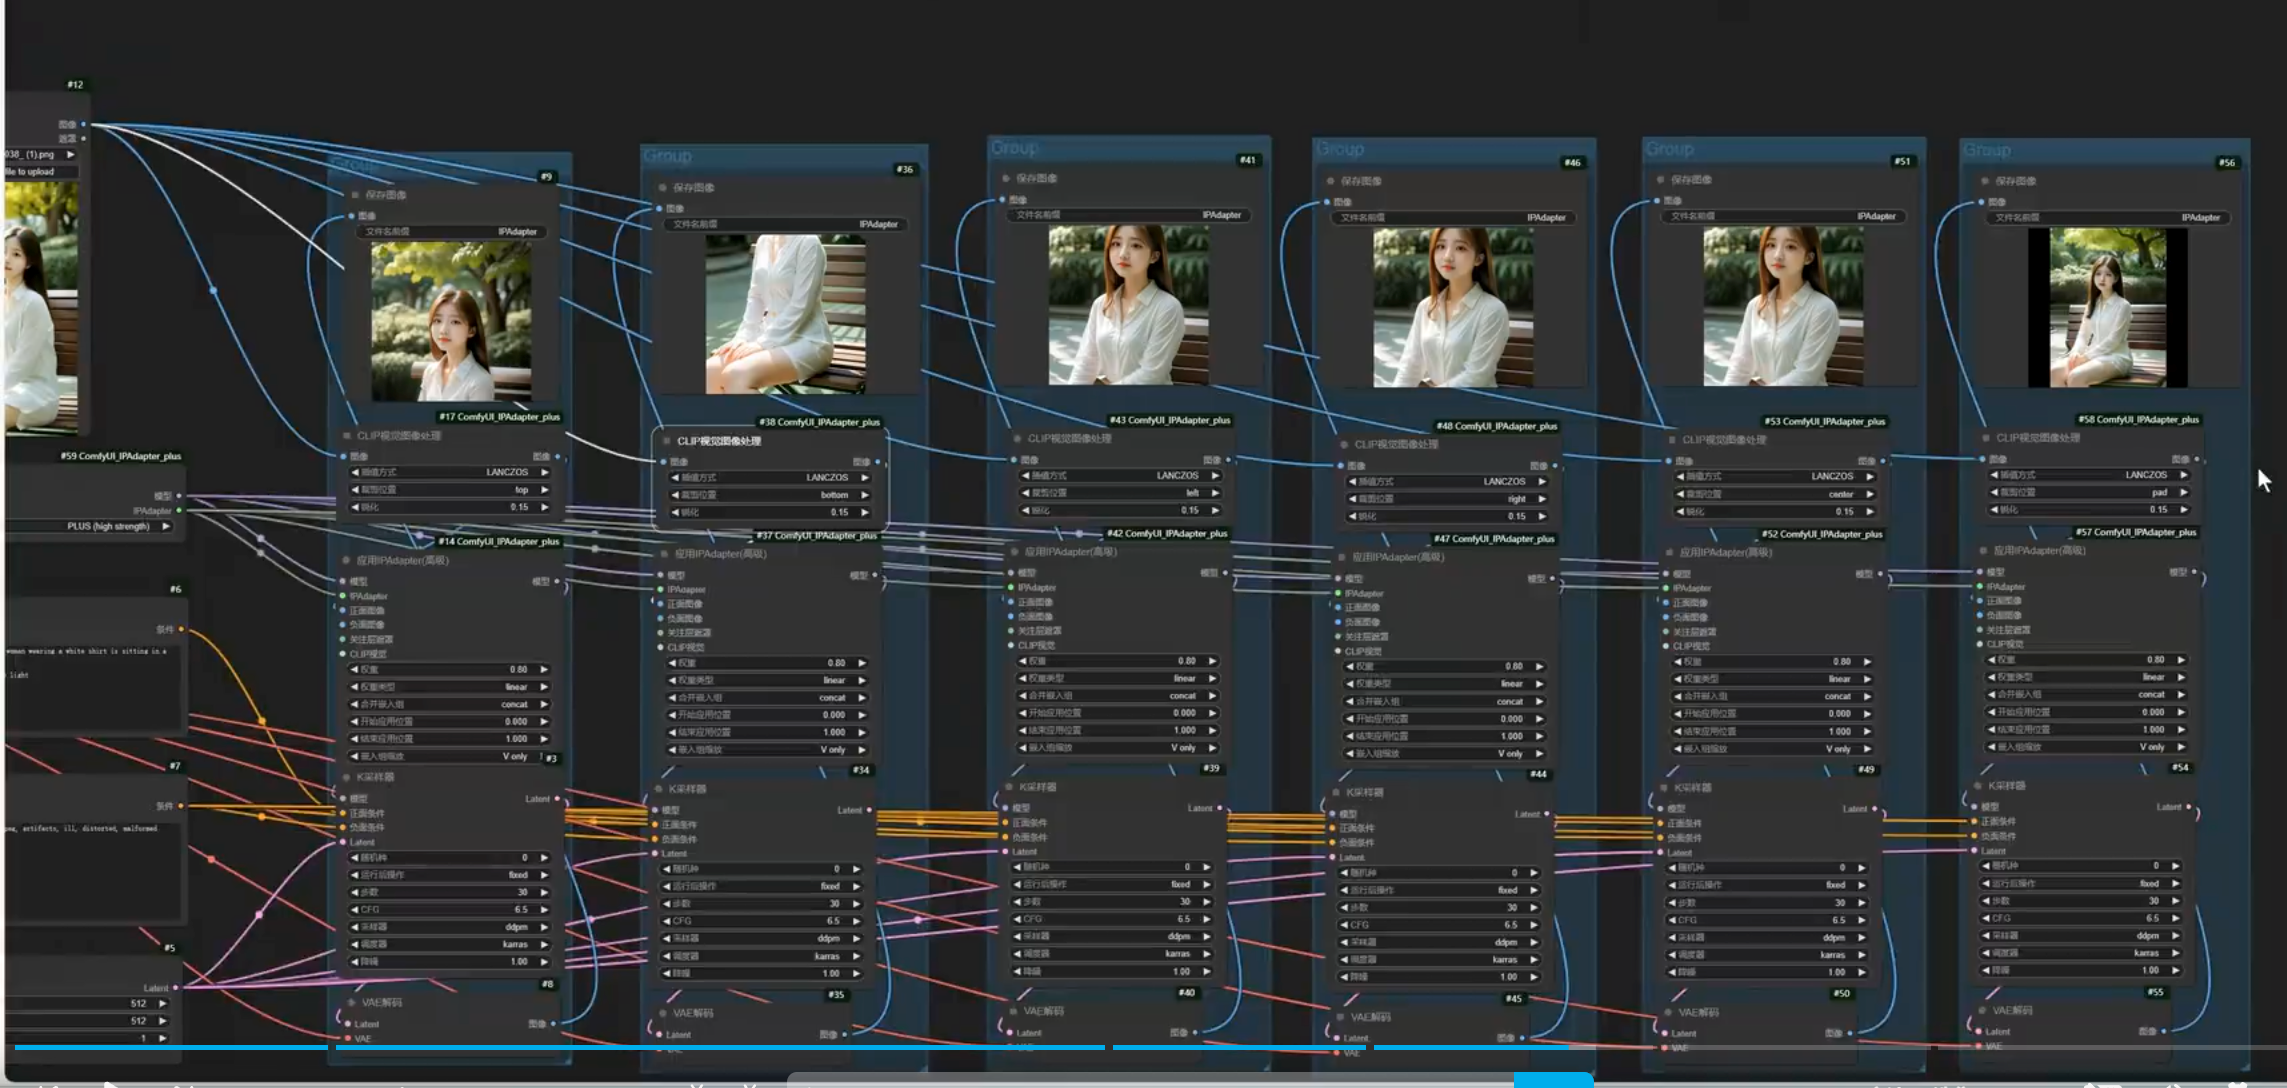 #12
图像
遮罩
038_ (1).png
file to upload
#59 ComfyUI_IPAdapter_plus
模型
IPAdapter
PLUS (high strength)
#6
条件
women wearing a white shirt is sitting in a
light
#7
条件
artifacts, ill, distorted, malformed
#5
Latent
512
512
1
Group
#9
保存图像
图像
文件名前缀 IPAdapter
#17 ComfyUI_IPAdapter_plus
CLIP视觉图像处理
图像 图像
插值方式 LANCZOS
裁剪位置 top
锐化 0.15
#14 ComfyUI_IPAdapter_plus
应用IPAdapter(高级)
模型 模型
IPAdapter
正面图像
负面图像
关注层遮罩
CLIP视觉
权重 0.80
权重类型 linear
合并嵌入组 concat
开始应用位置 0.000
结束应用位置 1.000
嵌入组缩放 V only
#3
K采样器
模型 Latent
正面条件
负面条件
Latent
随机种 0
运行后操作 fixed
步数 30
CFG 6.5
采样器 ddpm
调度器 karras
降噪 1.00
#8
VAE解码
Latent 图像
VAE
Group
#36
保存图像
图像
文件名前缀 IPAdapter
#38 ComfyUI_IPAdapter_plus
CLIP视觉图像处理
图像 图像
插值方式 LANCZOS
裁剪位置 bottom
锐化 0.15
#37 ComfyUI_IPAdapter_plus
应用IPAdapter(高级)
模型 模型
IPAdapter
正面图像
负面图像
关注层遮罩
CLIP视觉
权重 0.80
权重类型 linear
合并嵌入组 concat
开始应用位置 0.000
结束应用位置 1.000
嵌入组缩放 V only
#34
K采样器
模型 Latent
正面条件
负面条件
Latent
随机种 0
运行后操作 fixed
步数 30
CFG 6.5
采样器 ddpm
调度器 karras
降噪 1.00
#35
VAE解码
Latent 图像
Group
#41
保存图像
图像
文件名前缀 IPAdapter
#43 ComfyUI_IPAdapter_plus
CLIP视觉图像处理
图像 图像
插值方式 LANCZOS
裁剪位置 left
锐化 0.15
#42 ComfyUI_IPAdapter_plus
应用IPAdapter(高级)
模型 模型
IPAdapter
正面图像
负面图像
关注层遮罩
CLIP视觉
权重 0.80
权重类型 linear
合并嵌入组 concat
开始应用位置 0.000
结束应用位置 1.000
嵌入组缩放 V only
#39
K采样器
模型 Latent
正面条件
负面条件
Latent
随机种 0
运行后操作 fixed
步数 30
CFG 6.5
采样器 ddpm
调度器 karras
降噪 1.00
#40
VAE解码
Latent 图像
Group
#46
保存图像
图像
文件名前缀 IPAdapter
#48 ComfyUI_IPAdapter_plus
CLIP视觉图像处理
图像 图像
插值方式 LANCZOS
裁剪位置 right
锐化 0.15
#47 ComfyUI_IPAdapter_plus
应用IPAdapter(高级)
模型 模型
IPAdapter
正面图像
负面图像
关注层遮罩
CLIP视觉
权重 0.80
权重类型 linear
合并嵌入组 concat
开始应用位置 0.000
结束应用位置 1.000
嵌入组缩放 V only
#44
K采样器
模型 Latent
正面条件
负面条件
Latent
随机种 0
运行后操作 fixed
步数 30
CFG 6.5
采样器 ddpm
调度器 karras
降噪 1.00
#45
VAE解码
Latent 图像
VAE
Group
#51
保存图像
图像
文件名前缀 IPAdapter
#53 ComfyUI_IPAdapter_plus
CLIP视觉图像处理
图像 图像
插值方式 LANCZOS
裁剪位置 center
锐化 0.15
#52 ComfyUI_IPAdapter_plus
应用IPAdapter(高级)
模型 模型
IPAdapter
正面图像
负面图像
关注层遮罩
CLIP视觉
权重 0.80
权重类型 linear
合并嵌入组 concat
开始应用位置 0.000
结束应用位置 1.000
嵌入组缩放 V only
#49
K采样器
模型 Latent
正面条件
负面条件
Latent
随机种 0
运行后操作 fixed
步数 30
CFG 6.5
采样器 ddpm
调度器 karras
降噪 1.00
#50
VAE解码
Latent 图像
VAE
Group
#56
保存图像
图像
文件名前缀 IPAdapter
#58 ComfyUI_IPAdapter_plus
CLIP视觉图像处理
图像 图像
插值方式 LANCZOS
裁剪位置 pad
锐化 0.15
#57 ComfyUI_IPAdapter_plus
应用IPAdapter(高级)
模型 模型
IPAdapter
正面图像
负面图像
关注层遮罩
CLIP视觉
权重 0.80
权重类型 linear
合并嵌入组 concat
开始应用位置 0.000
结束应用位置 1.000
嵌入组缩放 V only
#54
K采样器
模型 Latent
正面条件
负面条件
Latent
随机种 0
运行后操作 fixed
步数 30
CFG 6.5
采样器 ddpm
调度器 karras
降噪 1.00
#55
VAE解码
Latent 图像
VAE